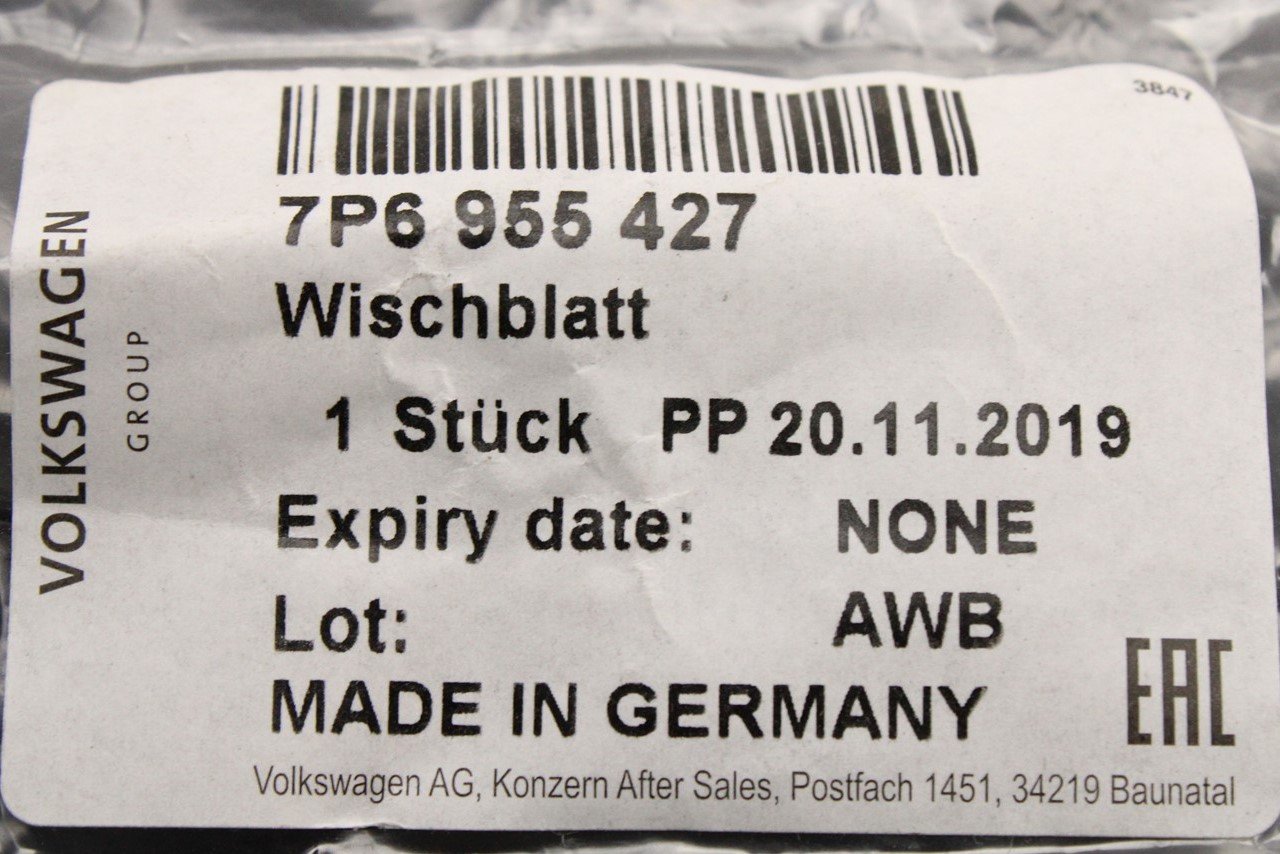 3847
7P6 955 427
Wischblatt
1 Stück PP 20.11.2019
Expiry date: NONE
Lot: AWB
MADE IN GERMANY
EAC
Volkswagen AG, Konzern After Sales, Postfach 1451, 34219 Baunatal
VOLKSWAGEN
GROUP